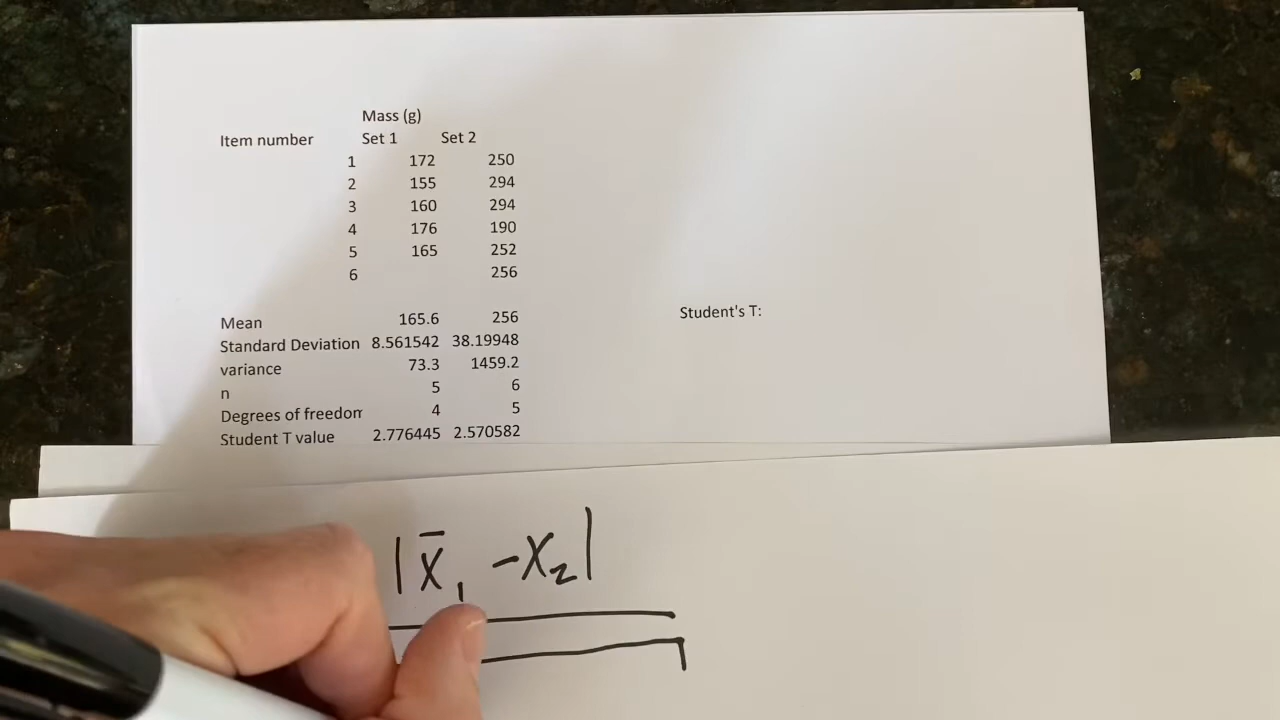 Mass (g)
Item number Set 1 Set 2
1 172 250
2 155 294
3 160 294
4 176 190
5 165 252
6 256
Mean 165.6 256
Student's T:
Standard Deviation 8.561542 38.19948
variance 73.3 1459.2
n 5 6
Degrees of freedom 4 5
Student T value 2.776445 2.570582
|x̄₁ -x₂|